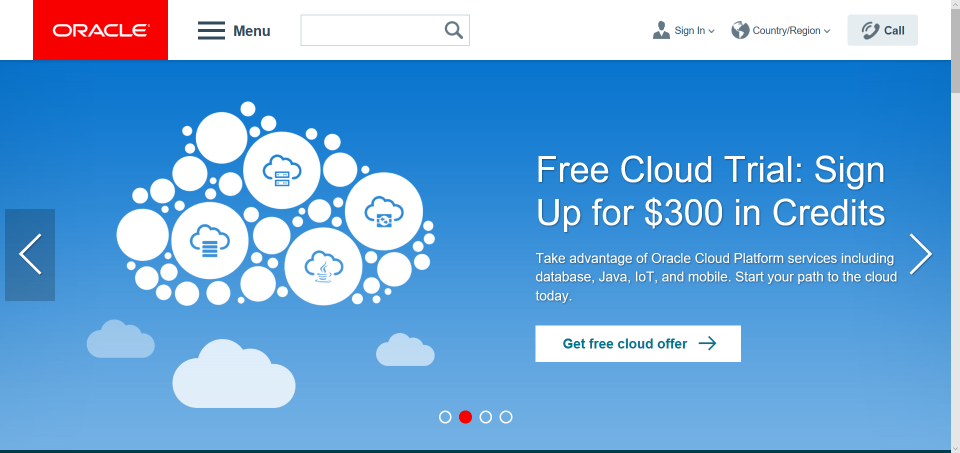 ORACLE
Menu
Sign In
Country/Region
Call
Free Cloud Trial: Sign
Up for $300 in Credits
Take advantage of Oracle Cloud Platform services including
database, Java, IoT, and mobile. Start your path to the cloud
today.
Get free cloud offer